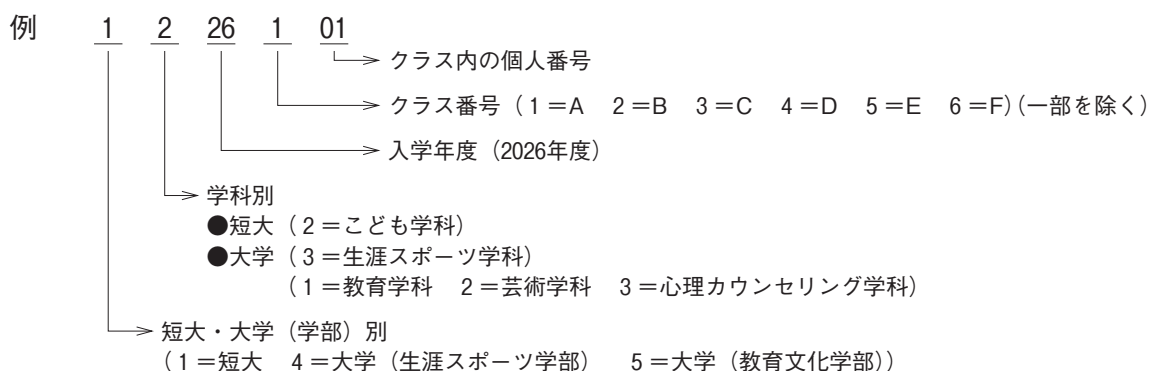 例 1 2 26 1 01
クラス内の個人番号
クラス番号（1＝A 2＝B 3＝C 4＝D 5＝E 6＝F）（一部を除く）
入学年度（2026年度）
学科別
●短大（2＝こども学科）
●大学（3＝生涯スポーツ学科）
（1＝教育学科 2＝芸術学科 3＝心理カウンセリング学科）
短大・大学（学部）別
（1＝短大 4＝大学（生涯スポーツ学部） 5＝大学（教育文化学部））